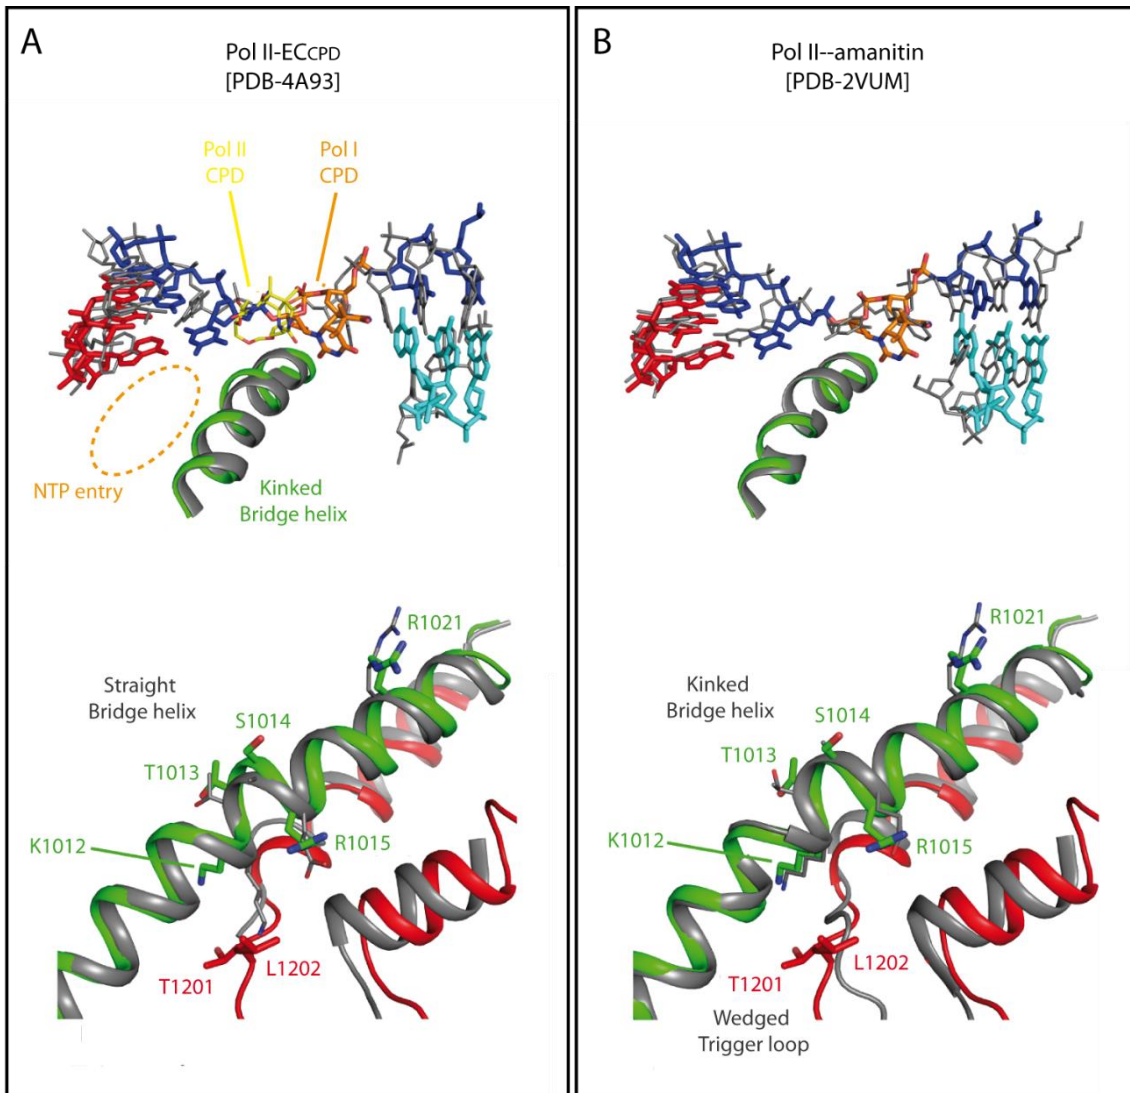 A
Pol II-ECCPD
[PDB-4A93]
Pol II
CPD
Pol I
CPD
NTP entry
Kinked
Bridge helix
Straight
Bridge helix
R1021
S1014
T1013
K1012
R1015
L1202
T1201
B
Pol II--amanitin
[PDB-2VUM]
Kinked
Bridge helix
R1021
S1014
T1013
K1012
R1015
L1202
T1201
Wedged
Trigger loop